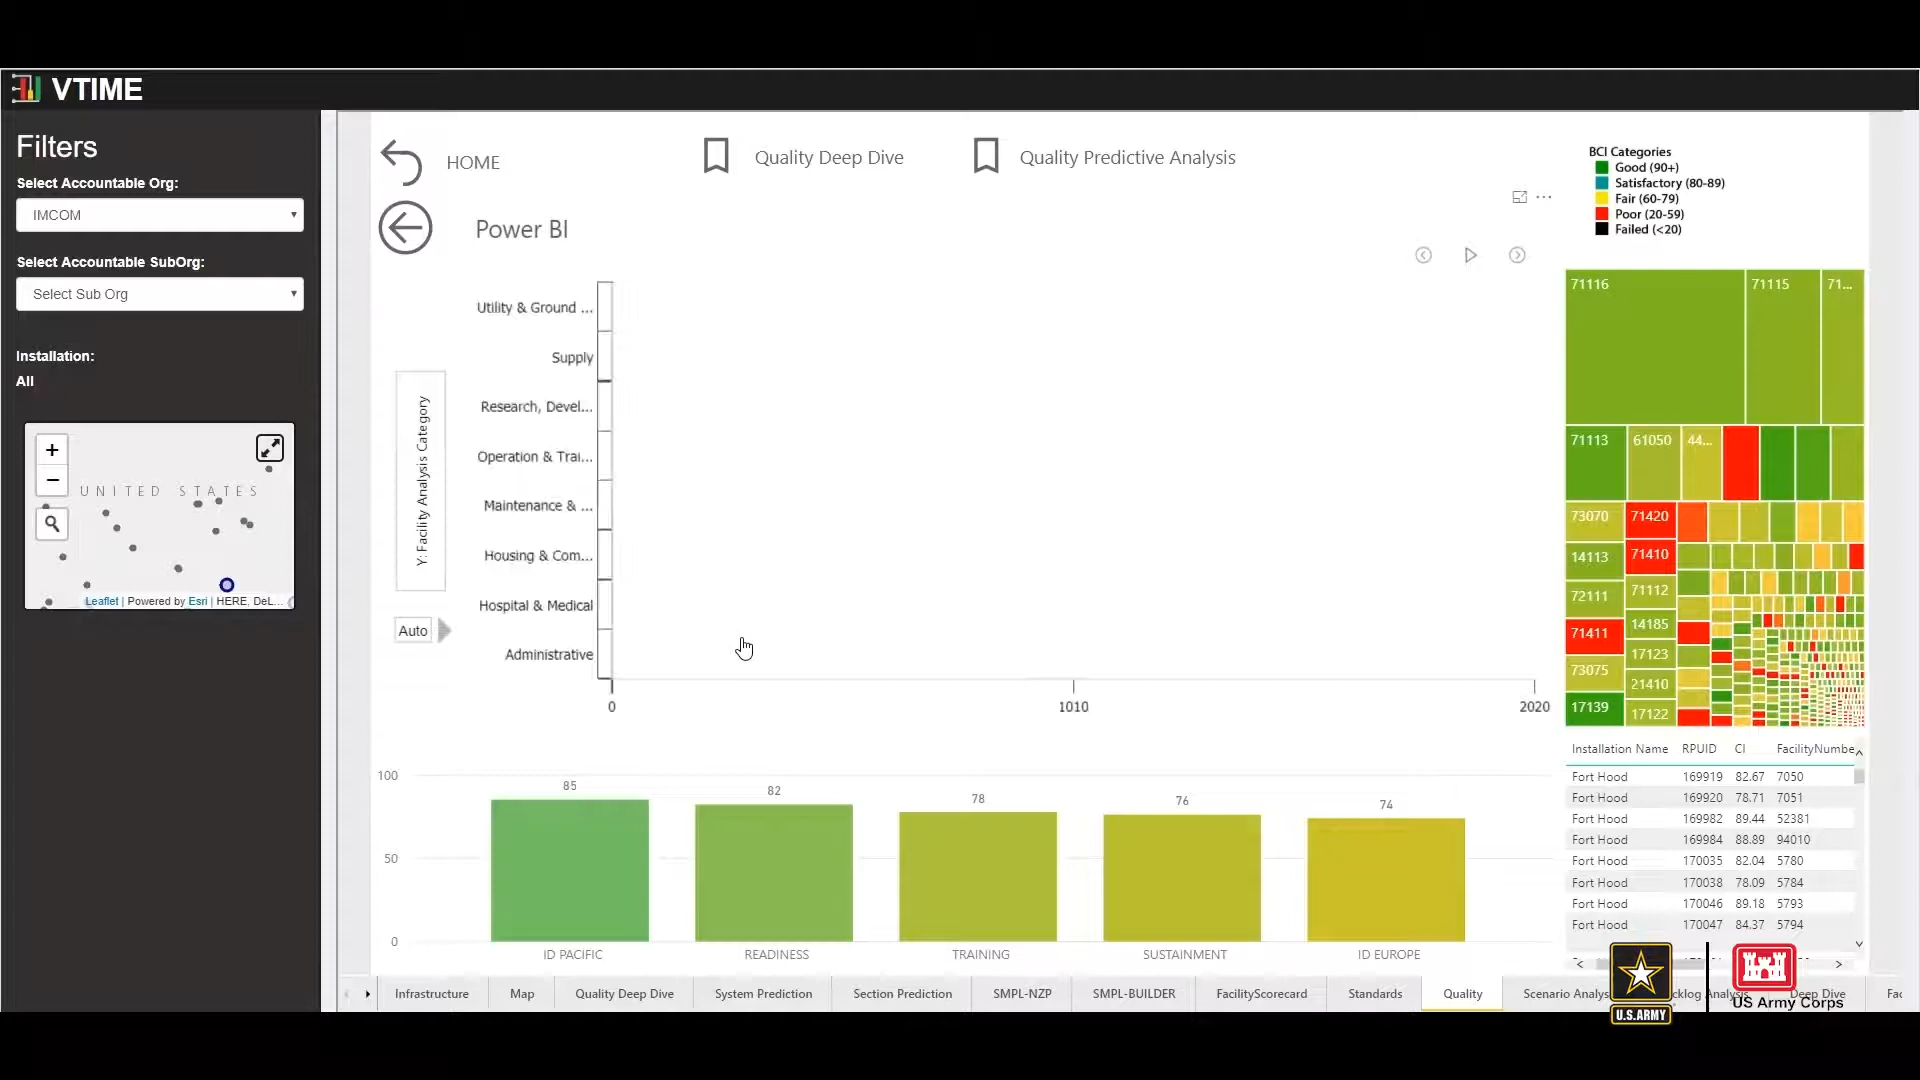 VTIME
Filters
Select Accountable Org:
IMCOM
Select Accountable SubOrg:
Select Sub Org
Installation:
All
+
−
UNITED STATES
Leaflet | Powered by Esri | HERE, DeL...
HOME
Quality Deep Dive
Quality Predictive Analysis
Power BI
Y: Facility Analysis Category
Auto
Utility & Ground ...
Supply
Research, Devel...
Operation & Trai...
Maintenance & ...
Housing & Com...
Hospital & Medical
Administrative
0
1010
2020
100
50
0
85
82
78
76
74
ID PACIFIC
READINESS
TRAINING
SUSTAINMENT
ID EUROPE
BCI Categories
Good (90+)
Satisfactory (80-89)
Fair (60-79)
Poor (20-59)
Failed (<20)
71116
71115
71...
71113
61050
44...
73070
71420
14113
71410
72111
71112
71411
14185
17123
73075
21410
17139
17122
Installation Name RPUID CI FacilityNumbe
Fort Hood 169919 82.67 7050
Fort Hood 169920 78.71 7051
Fort Hood 169982 89.44 52381
Fort Hood 169984 88.89 94010
Fort Hood 170035 82.04 5780
Fort Hood 170038 78.09 5784
Fort Hood 170046 89.18 5793
Fort Hood 170047 84.37 5794
Infrastructure
Map
Quality Deep Dive
System Prediction
Section Prediction
SMPL-NZP
SMPL-BUILDER
FacilityScorecard
Standards
Quality
Scenario Analys
cklog Analysis
Deep Dive
Fac
U.S.ARMY
US Army Corps